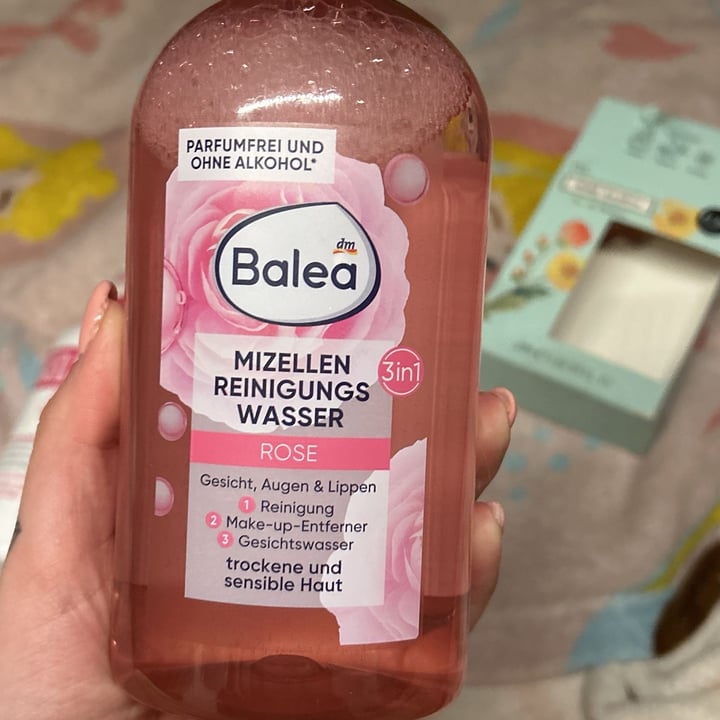 PARFUMFREI UND
OHNE ALKOHOL*
dm
Balea
MIZELLEN
REINIGUNGS
WASSER
3in1
ROSE
Gesicht, Augen & Lippen
1 Reinigung
2 Make-up-Entferner
3 Gesichtswasser
trockene und
sensible Haut